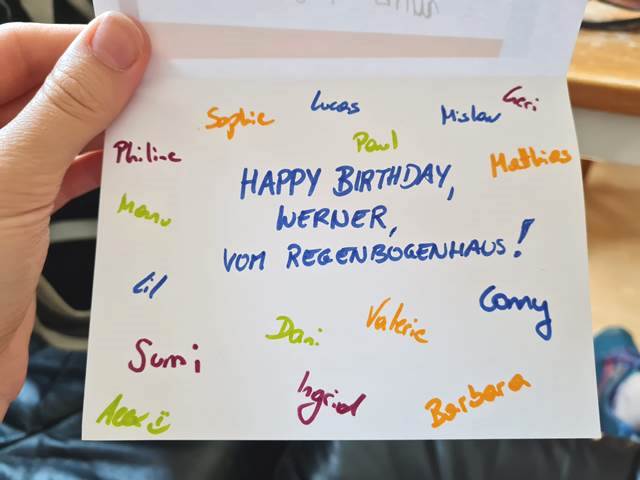 Geri
Lucas
Sophie
Mislav
Paul
Philine
Matthias
HAPPY BIRTHDAY,
Manu
WERNER,
VOM REGENBOGENHAUS!
Lil
Conny
Dani
Valerie
Sumi
Ingrid
Barbara
Alex